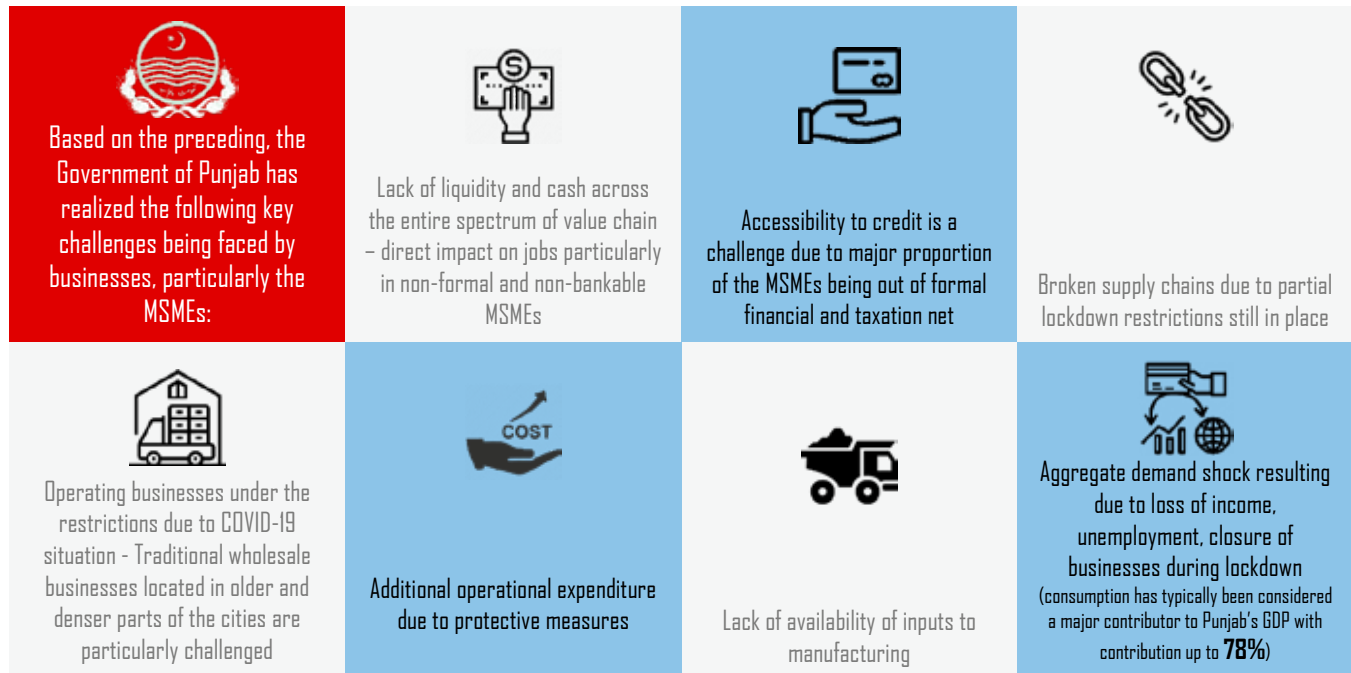 Based on the preceding, the
Government of Punjab has
realized the following key
challenges being faced by
businesses, particularly the
MSMEs:
S
Lack of liquidity and cash across
the entire spectrum of value chain
– direct impact on jobs particularly
in non-formal and non-bankable
MSMEs
Accessibility to credit is a
challenge due to major proportion
of the MSMEs being out of formal
financial and taxation net
Broken supply chains due to partial
lockdown restrictions still in place
Operating businesses under the
restrictions due to COVID-19
situation - Traditional wholesale
businesses located in older and
denser parts of the cities are
particularly challenged
COST
Additional operational expenditure
due to protective measures
Lack of availability of inputs to
manufacturing
Aggregate demand shock resulting
due to loss of income,
unemployment, closure of
businesses during lockdown
(consumption has typically been considered
a major contributor to Punjab's GDP with
contribution up to 78%)